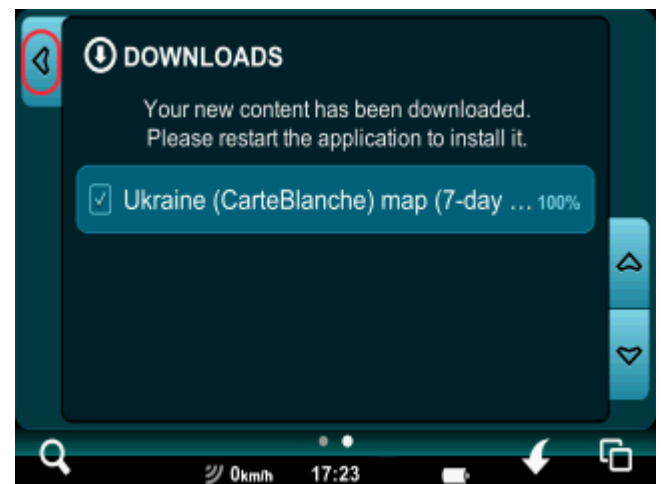 DOWNLOADS
Your new content has been downloaded.
Please restart the application to install it.
Ukraine (CarteBlanche) map (7-day ... 100%
0km/h 17:23